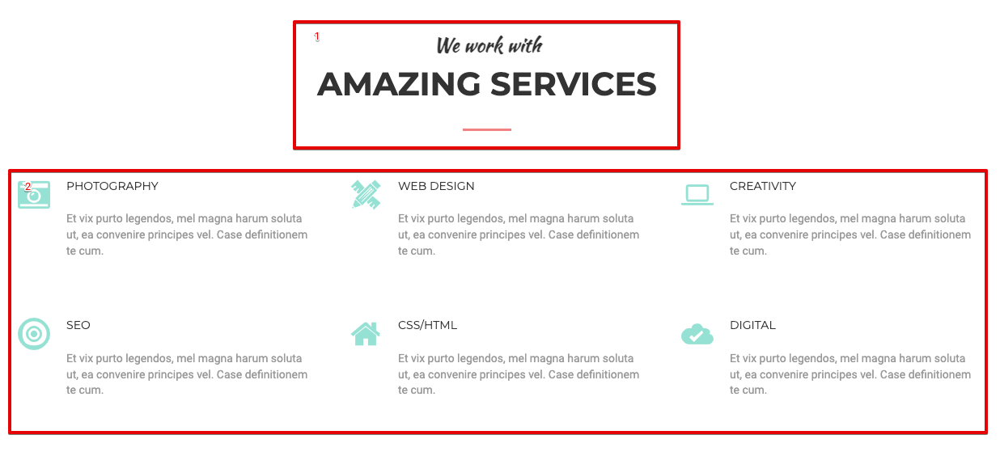 1
We work with
AMAZING SERVICES
2
PHOTOGRAPHY
Et vix purto legendos, mel magna harum soluta
ut, ea convenire principes vel. Case definitionem
te cum.
WEB DESIGN
Et vix purto legendos, mel magna harum soluta
ut, ea convenire principes vel. Case definitionem
te cum.
CREATIVITY
Et vix purto legendos, mel magna harum soluta
ut, ea convenire principes vel. Case definitionem
te cum.
SEO
Et vix purto legendos, mel magna harum soluta
ut, ea convenire principes vel. Case definitionem
te cum.
CSS/HTML
Et vix purto legendos, mel magna harum soluta
ut, ea convenire principes vel. Case definitionem
te cum.
DIGITAL
Et vix purto legendos, mel magna harum soluta
ut, ea convenire principes vel. Case definitionem
te cum.